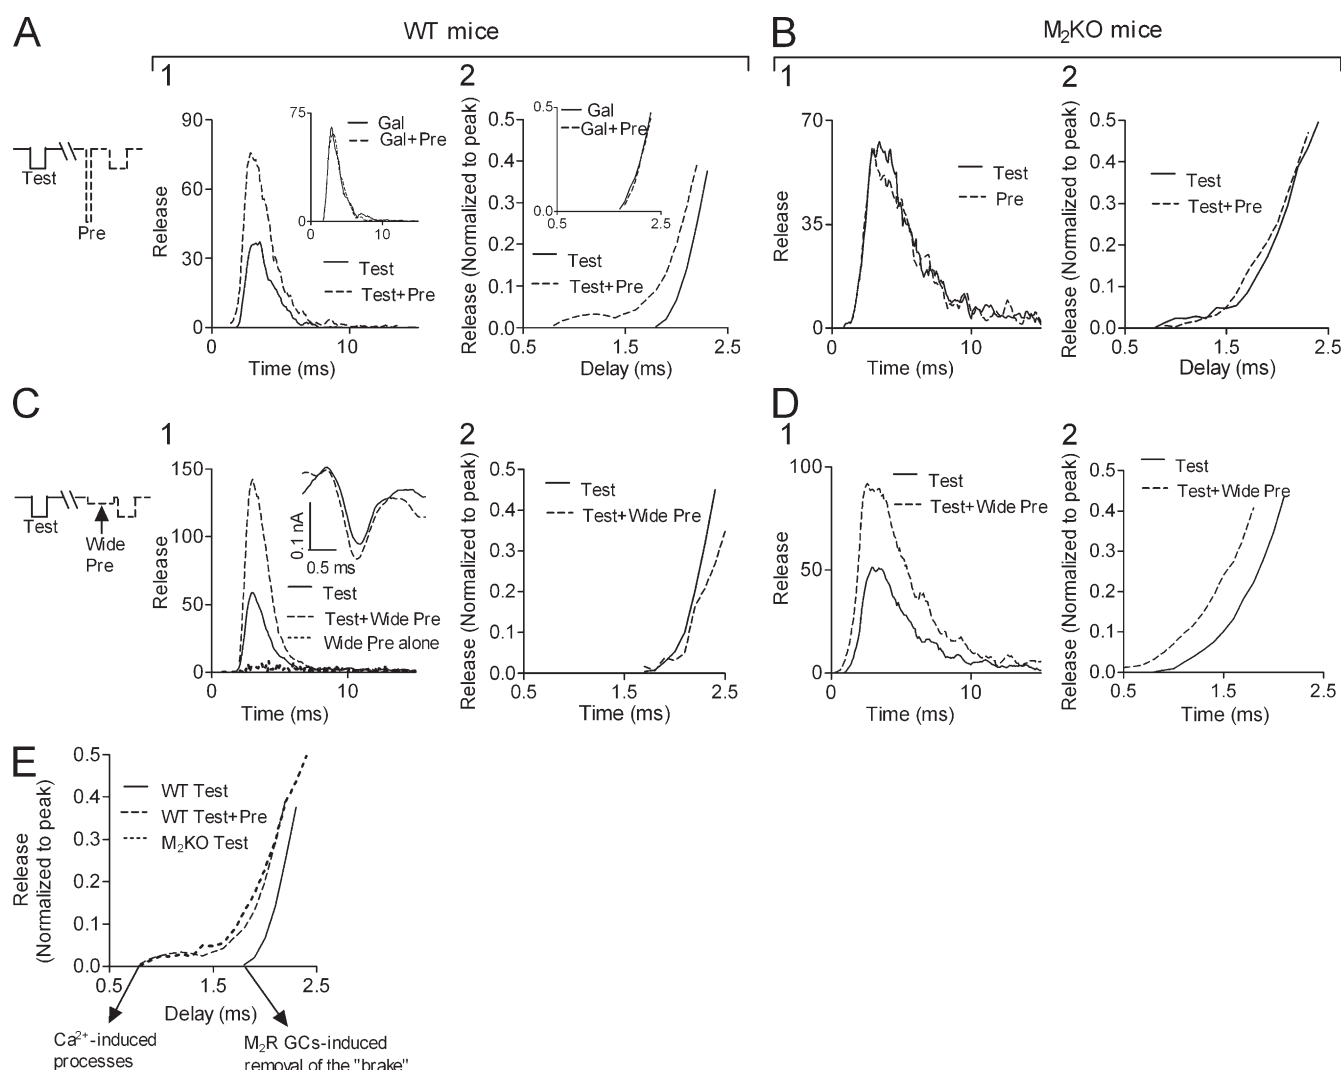 A
WT mice
B
M2KO mice
1
2
1
2
Test
Pre
Release
90
60
30
0
0
10
Time (ms)
75
0
0
10
Gal
Gal+Pre
Test
Test+Pre
Release (Normalized to peak)
0.5
0.4
0.3
0.2
0.1
0.0
0.5
1.5
2.5
Delay (ms)
0.5
0.0
0.5
2.5
Gal
Gal+Pre
Test
Test+Pre
Release
70
35
0
0
10
Time (ms)
Test
Pre
Release (Normalized to peak)
0.5
0.4
0.3
0.2
0.1
0.0
0.5
1.5
2.5
Delay (ms)
Test
Test+Pre
C
1
2
D
1
2
Test
Wide
Pre
Release
150
100
50
0
0
10
Time (ms)
0.1 nA
0.5 ms
Test
Test+Wide Pre
Wide Pre alone
Release (Normalized to peak)
0.5
0.4
0.3
0.2
0.1
0.0
0.5
1.5
2.5
Time (ms)
Test
Test+Wide Pre
Release
100
50
0
0
10
Time (ms)
Test
Test+Wide Pre
Release (Normalized to peak)
0.5
0.4
0.3
0.2
0.1
0.0
0.5
1.5
2.5
Time (ms)
Test
Test+Wide Pre
E
Release
(Normalized to peak)
0.5
0.4
0.3
0.2
0.1
0.0
0.5
1.5
2.5
Delay (ms)
WT Test
WT Test+Pre
M2KO Test
Ca2+-induced
processes
M2R GCs-induced
removal of the "brake"